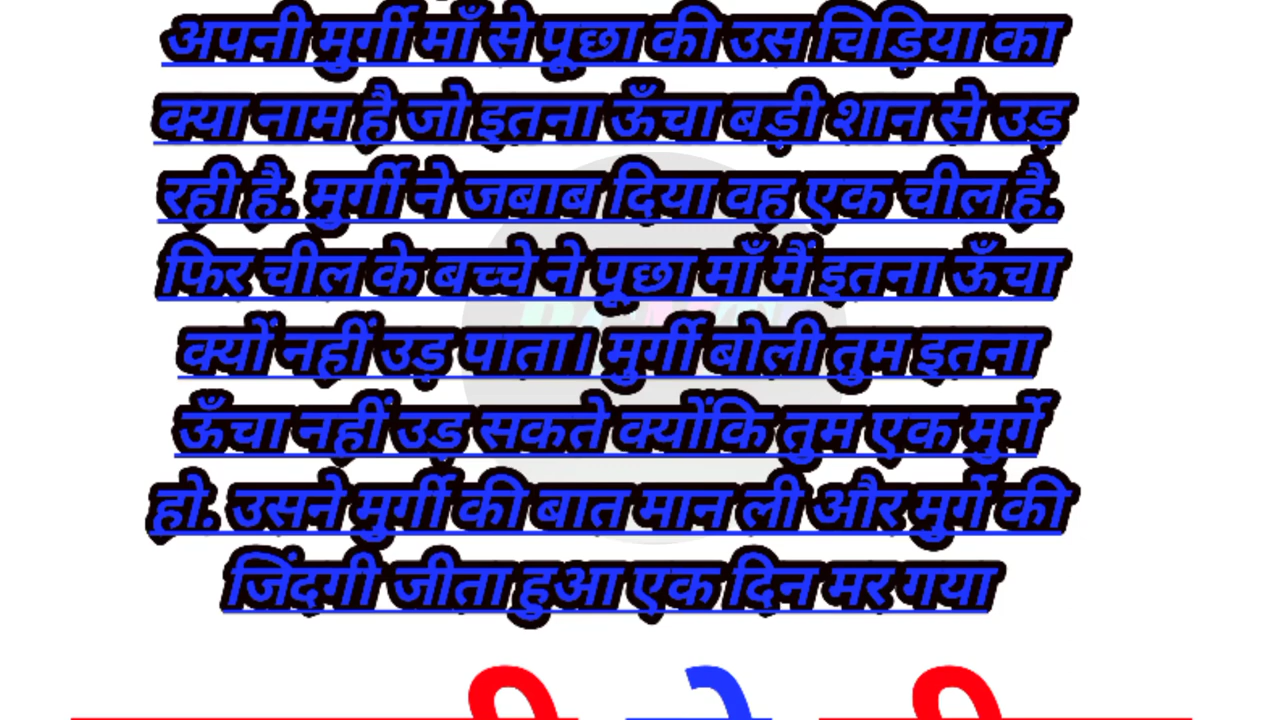 अपनी मुर्गी माँ से पूछा की उस चिड़िया का
क्या नाम है जो इतना ऊँचा बड़ी शान से उड़
रही है. मुर्गी ने जबाब दिया वह एक चील है.
फिर चील के बच्चे ने पूछा माँ मैं इतना ऊँचा
क्यों नहीं उड़ पाता। मुर्गी बोली तुम इतना
ऊँचा नहीं उड़ सकते क्योंकि तुम एक मुर्गे
हो. उसने मुर्गी की बात मान ली और मुर्गे की
जिंदगी जीता हुआ एक दिन मर गया